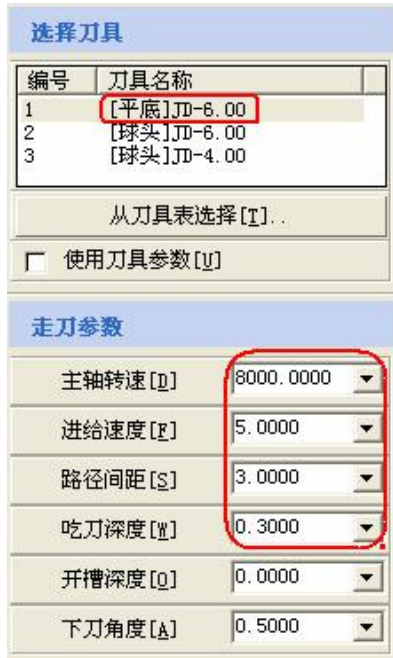 选择刀具
编号 刀具名称
1 [平底]JD-6.00
2 [球头]JD-6.00
3 [球头]JD-4.00
从刀具表选择[T]..
使用刀具参数[U]
走刀参数
主轴转速[D] 8000.0000
进给速度[F] 5.0000
路径间距[S] 3.0000
吃刀深度[W] 0.3000
开槽深度[O] 0.0000
下刀角度[A] 0.5000